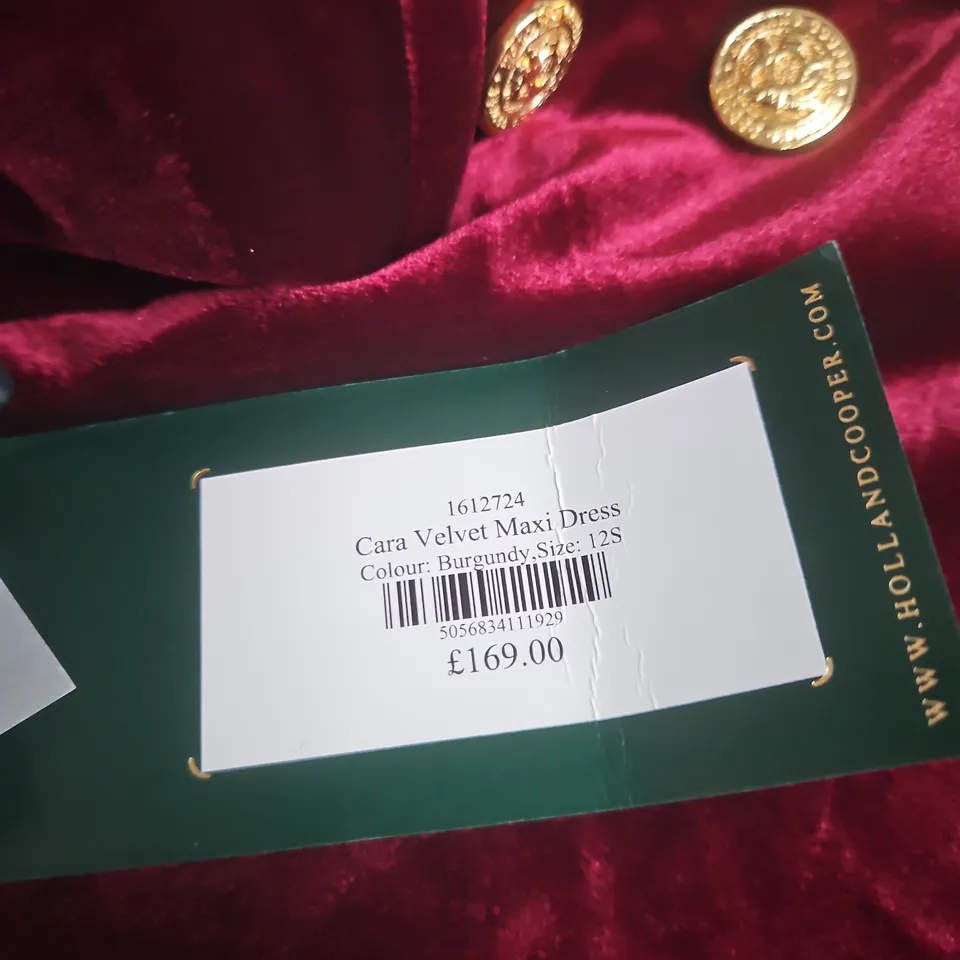 1612724
Cara Velvet Maxi Dress
Colour: Burgundy,Size: 12S
5056834111929
£169.00
WWW.HOLLANDCOOPER.COM